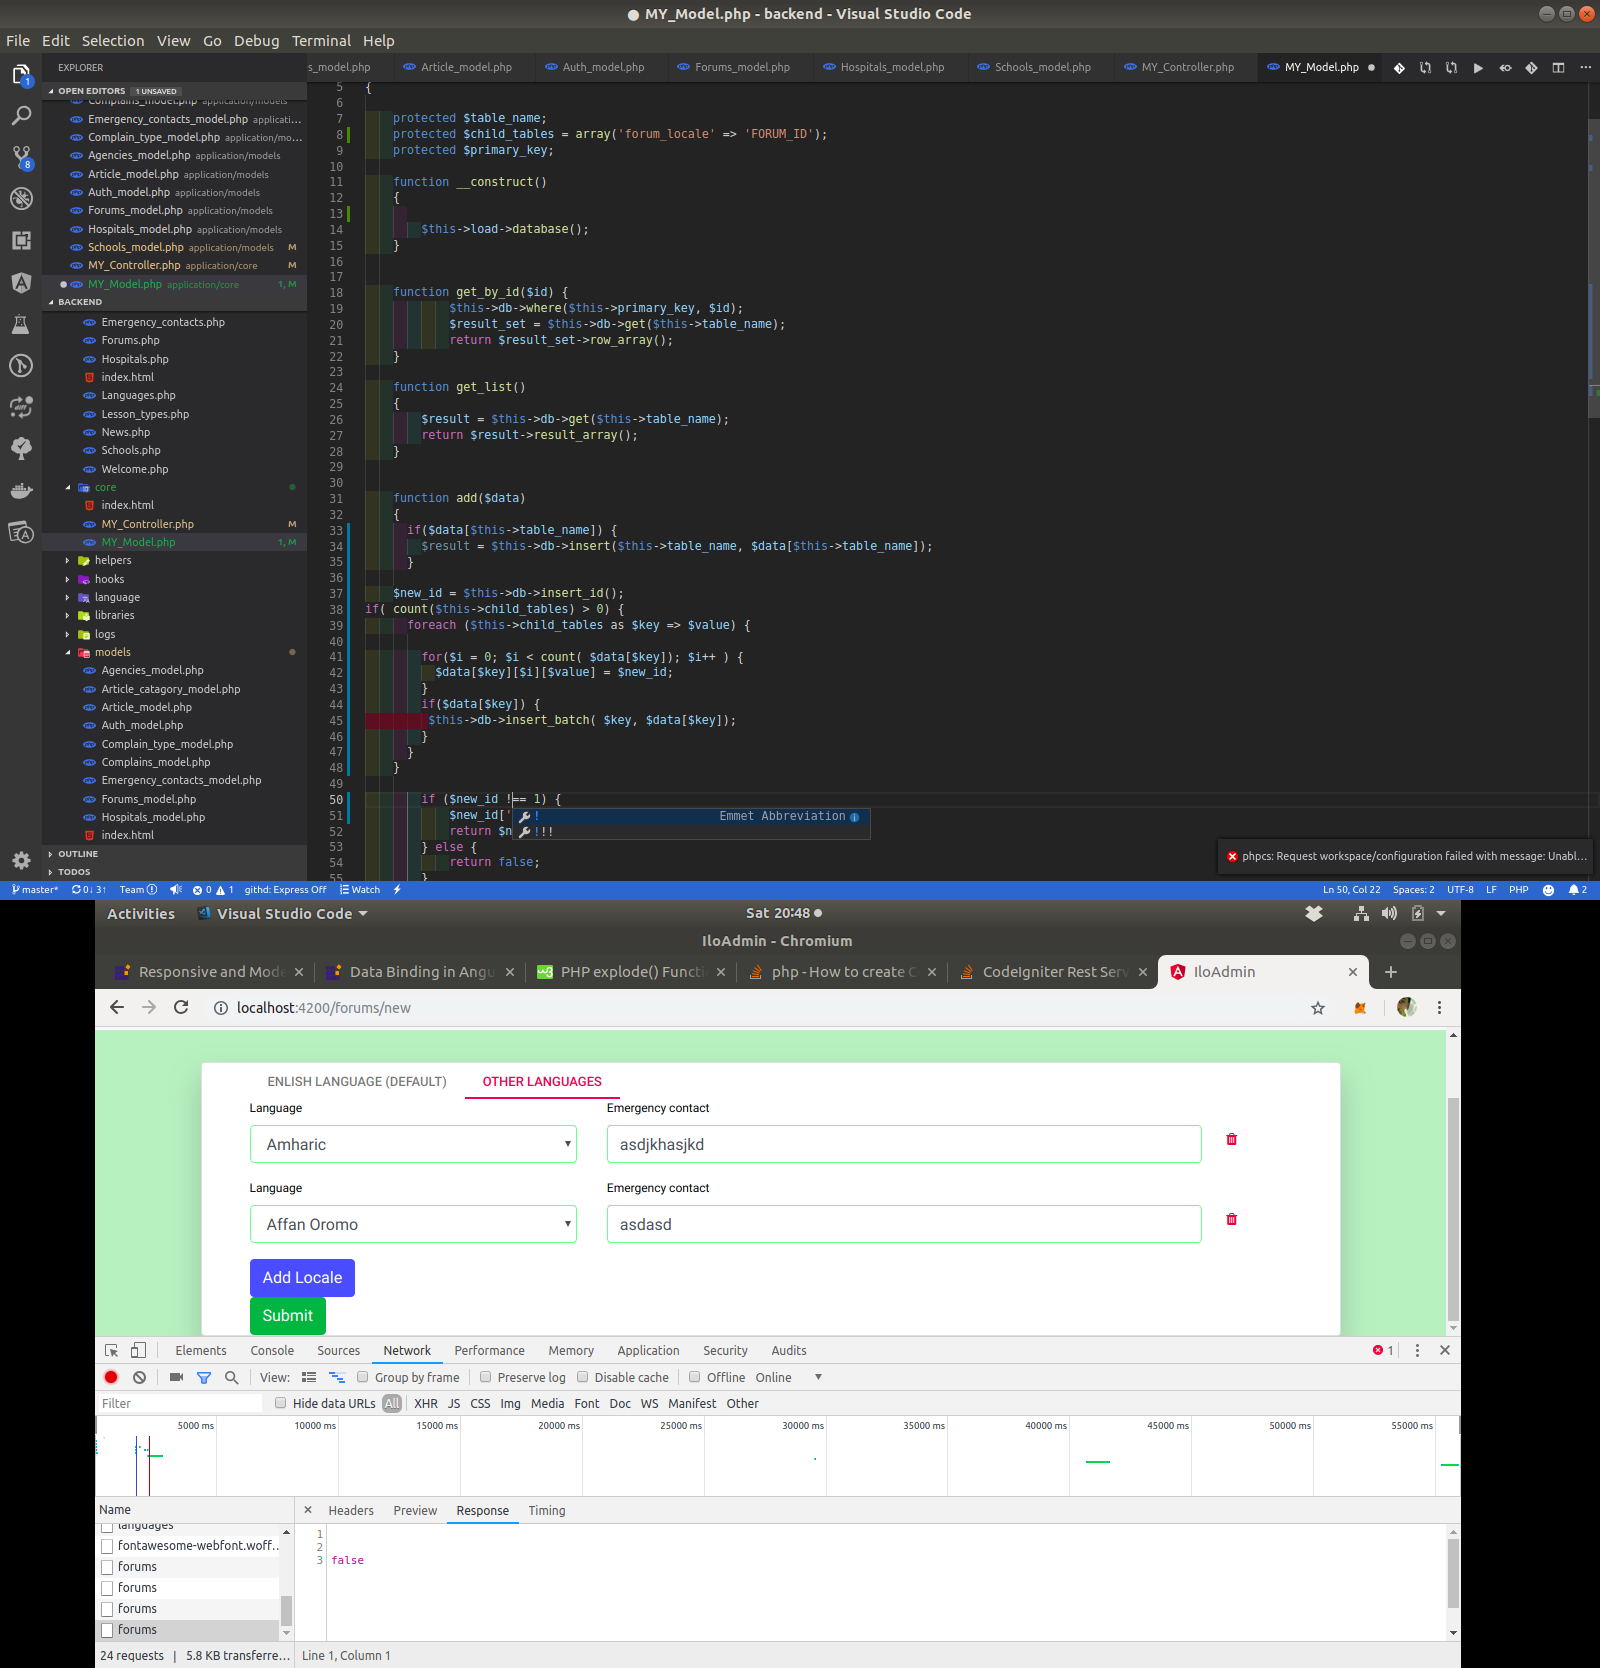 ● MY_Model.php - backend - Visual Studio Code
File Edit Selection View Go Debug Terminal Help
EXPLORER
OPEN EDITORS 1 UNSAVED
Complains_model.php application/models
Emergency_contacts_model.php applicati...
Complain_type_model.php application/mo...
Agencies_model.php application/models
Article_model.php application/models
Auth_model.php application/models
Forums_model.php application/models
Hospitals_model.php application/models
Schools_model.php application/models M
MY_Controller.php application/core M
MY_Model.php application/core 1, M
BACKEND
Emergency_contacts.php
Forums.php
Hospitals.php
index.html
Languages.php
Lesson_types.php
News.php
Schools.php
Welcome.php
core
index.html
MY_Controller.php M
MY_Model.php 1, M
helpers
hooks
language
libraries
logs
models
Agencies_model.php
Article_catagory_model.php
Article_model.php
Auth_model.php
Complain_type_model.php
Complains_model.php
Emergency_contacts_model.php
Forums_model.php
Hospitals_model.php
index.html
OUTLINE
TODOS
s_model.php Article_model.php Auth_model.php Forums_model.php Hospitals_model.php Schools_model.php MY_Controller.php MY_Model.php ●
5 {
6
7 protected $table_name;
8 protected $child_tables = array('forum_locale' => 'FORUM_ID');
9 protected $primary_key;
10
11 function __construct()
12 {
13
14 $this->load->database();
15 }
16
17
18 function get_by_id($id) {
19 $this->db->where($this->primary_key, $id);
20 $result_set = $this->db->get($this->table_name);
21 return $result_set->row_array();
22 }
23
24 function get_list()
25 {
26 $result = $this->db->get($this->table_name);
27 return $result->result_array();
28 }
29
30
31 function add($data)
32 {
33 if($data[$this->table_name]) {
34 $result = $this->db->insert($this->table_name, $data[$this->table_name]);
35 }
36
37 $new_id = $this->db->insert_id();
38 if( count($this->child_tables) > 0) {
39 foreach ($this->child_tables as $key => $value) {
40
41 for($i = 0; $i < count( $data[$key]); $i++ ) {
42 $data[$key][$i][$value] = $new_id;
43 }
44 if($data[$key]) {
45 $this->db->insert_batch( $key, $data[$key]);
46 }
47 }
48 }
49
50 if ($new_id !== 1) {
51 $new_id['
52 return $n
53 } else {
54 return false;
55 }
! Emmet Abbreviation
!!!
phpcs: Request workspace/configuration failed with message: Unabl...
master* 0↓ 3↑ Team 0 1 githd: Express Off Watch Ln 50, Col 22 Spaces: 2 UTF-8 LF PHP 2
1
8
Activities Visual Studio Code Sat 20:48
IloAdmin - Chromium
Responsive and Mode Data Binding in Angu PHP explode() Functi php - How to create C CodeIgniter Rest Serv IloAdmin
localhost:4200/forums/new
ENLISH LANGUAGE (DEFAULT) OTHER LANGUAGES
Language Emergency contact
Amharic asdjkhasjkd
Language Emergency contact
Affan Oromo asdasd
Add Locale
Submit
Elements Console Sources Network Performance Memory Application Security Audits 1
View: Group by frame Preserve log Disable cache Offline Online
Filter Hide data URLs All XHR JS CSS Img Media Font Doc WS Manifest Other
5000 ms 10000 ms 15000 ms 20000 ms 25000 ms 30000 ms 35000 ms 40000 ms 45000 ms 50000 ms 55000 ms
Name Headers Preview Response Timing
languages
fontawesome-webfont.woff...
forums
forums
forums
forums
1
2
3 false
24 requests | 5.8 KB transferre... Line 1, Column 1